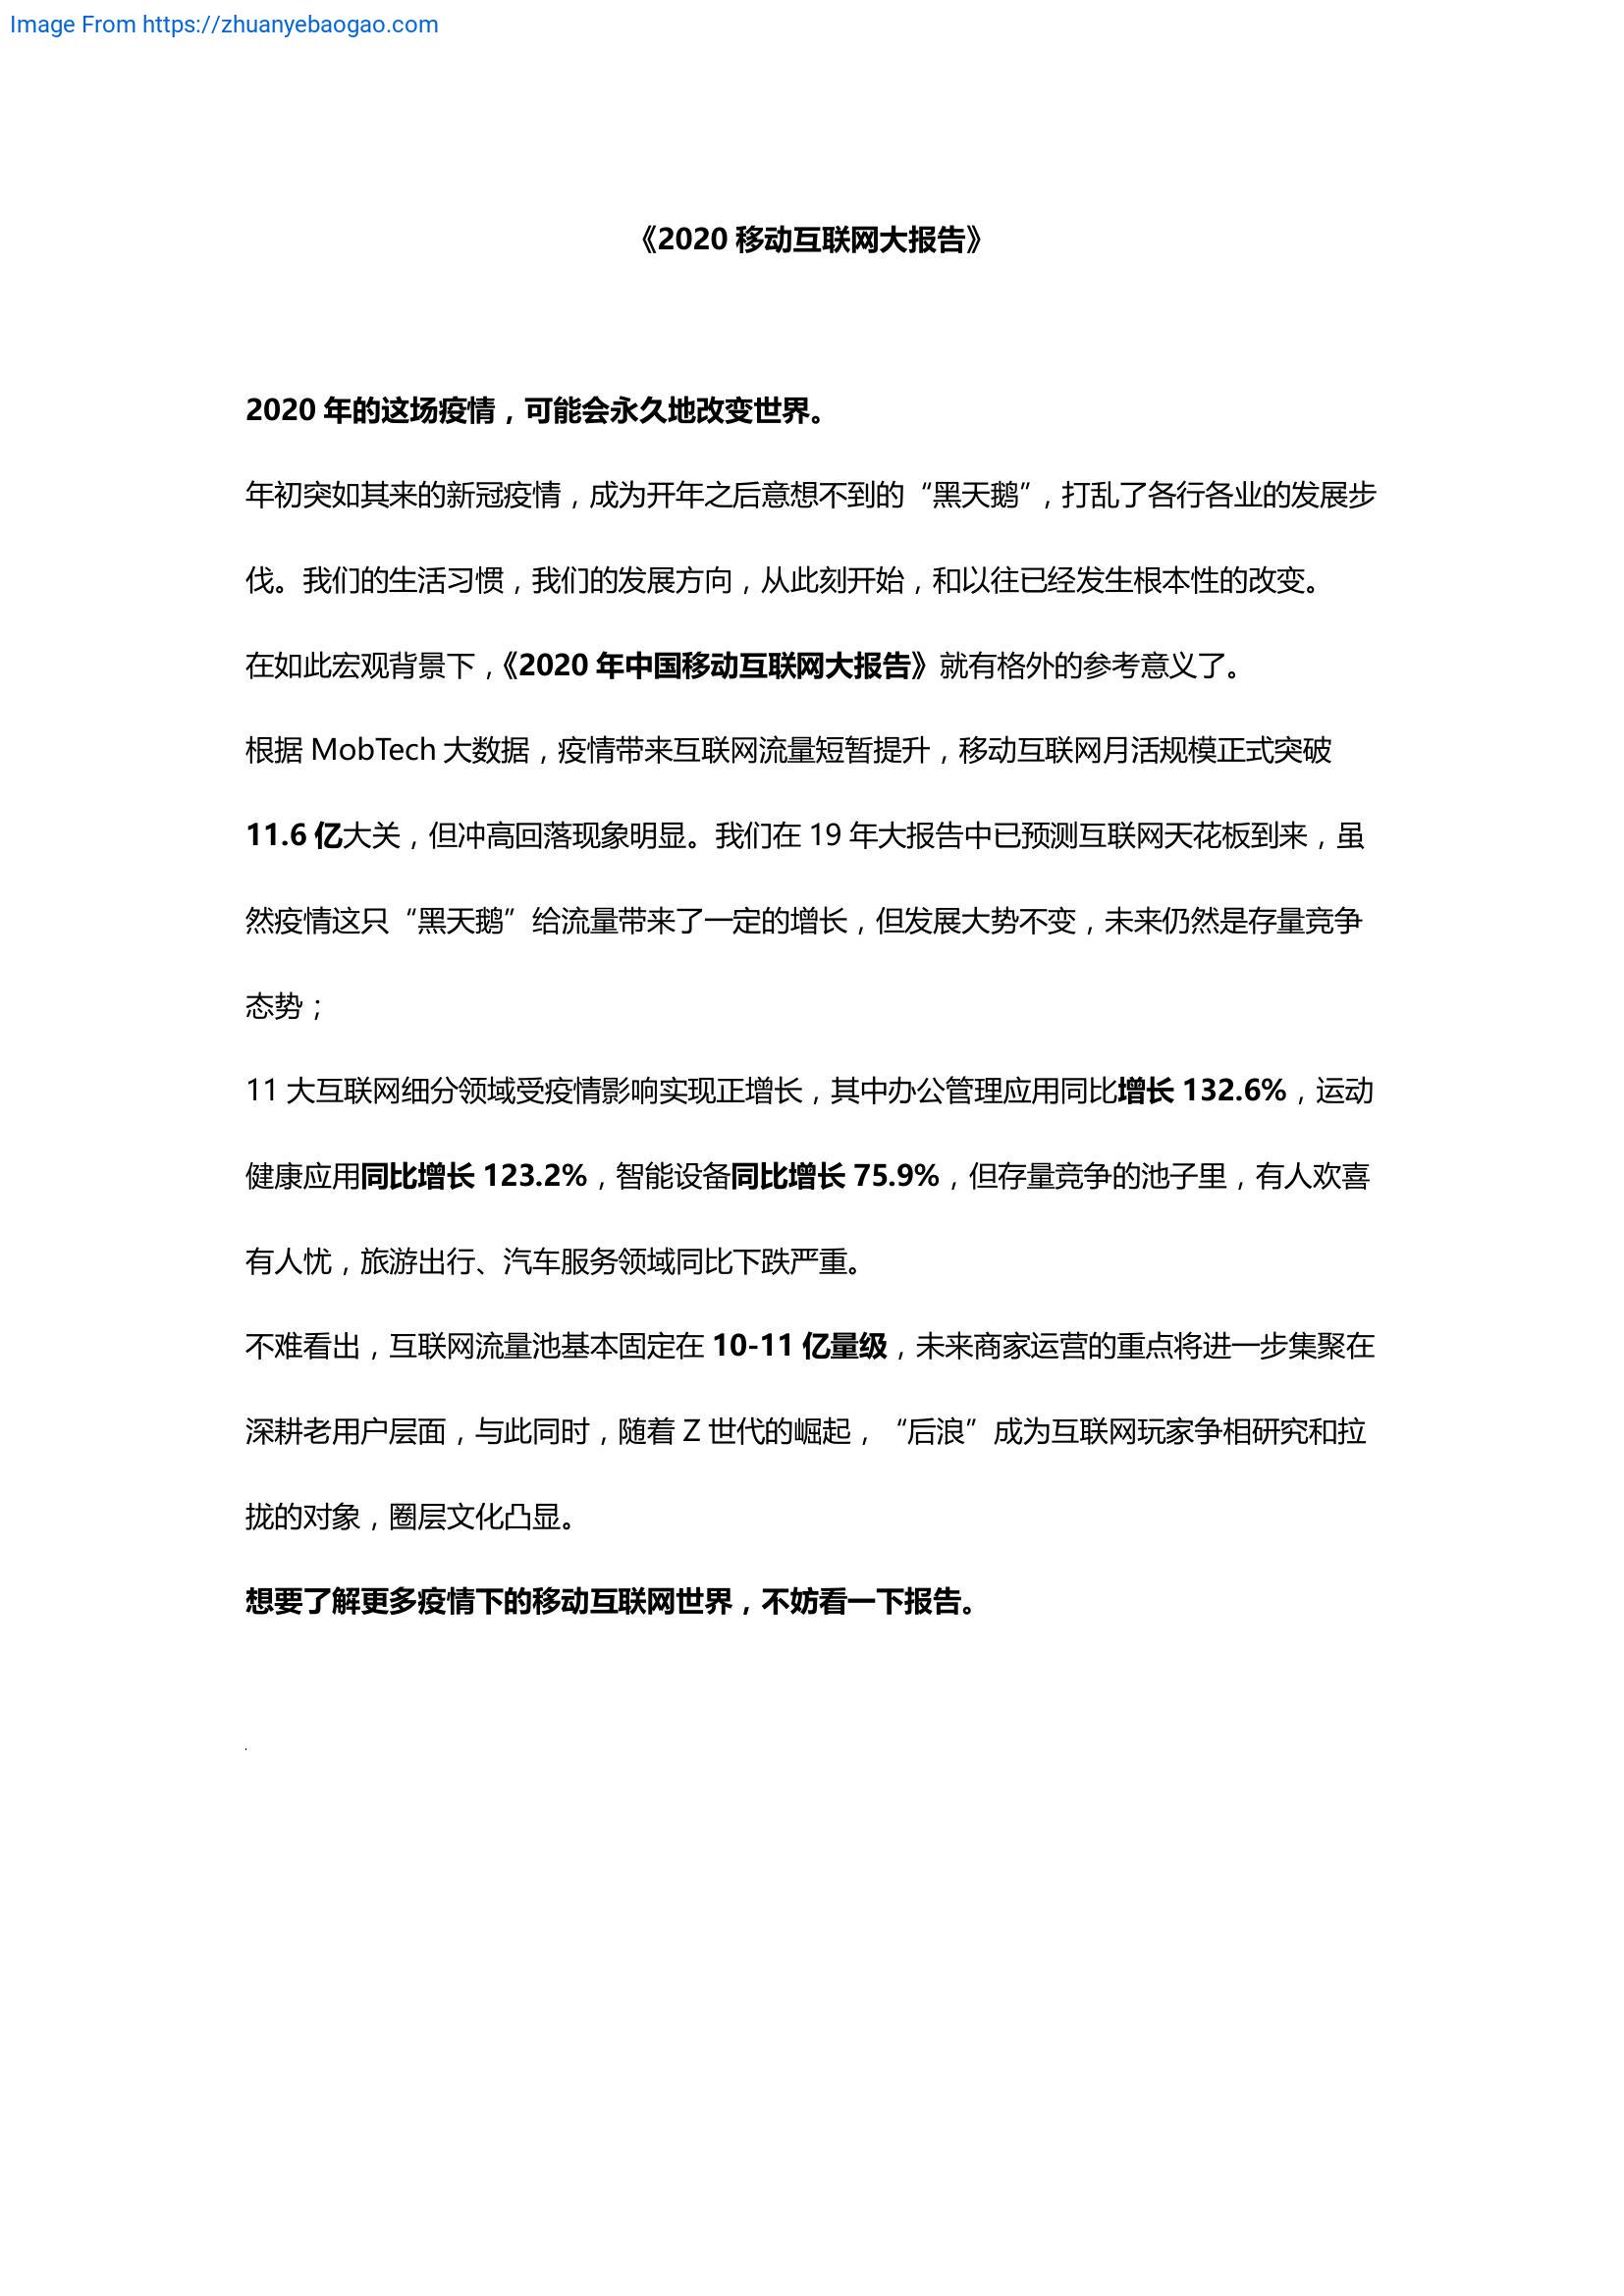 Image From https://zhuanyebaogao.com
《2020 移动互联网大报告》
2020 年的这场疫情，可能会永久地改变世界。
年初突如其来的新冠疫情，成为开年之后意想不到的“黑天鹅”，打乱了各行各业的发展步
伐。我们的生活习惯，我们的发展方向，从此刻开始，和以往已经发生根本性的改变。
在如此宏观背景下，《2020 年中国移动互联网大报告》就有格外的参考意义了。
根据 MobTech 大数据，疫情带来互联网流量短暂提升，移动互联网月活规模正式突破
11.6 亿大关，但冲高回落现象明显。我们在 19 年大报告中已预测互联网天花板到来，虽
然疫情这只“黑天鹅”给流量带来了一定的增长，但发展大势不变，未来仍然是存量竞争
态势；
11 大互联网细分领域受疫情影响实现正增长，其中办公管理应用同比增长 132.6%，运动
健康应用同比增长 123.2%，智能设备同比增长 75.9%，但存量竞争的池子里，有人欢喜
有人忧，旅游出行、汽车服务领域同比下跌严重。
不难看出，互联网流量池基本固定在 10-11 亿量级，未来商家运营的重点将进一步集聚在
深耕老用户层面，与此同时，随着 Z 世代的崛起，“后浪”成为互联网玩家争相研究和拉
拢的对象，圈层文化凸显。
想要了解更多疫情下的移动互联网世界，不妨看一下报告。
.